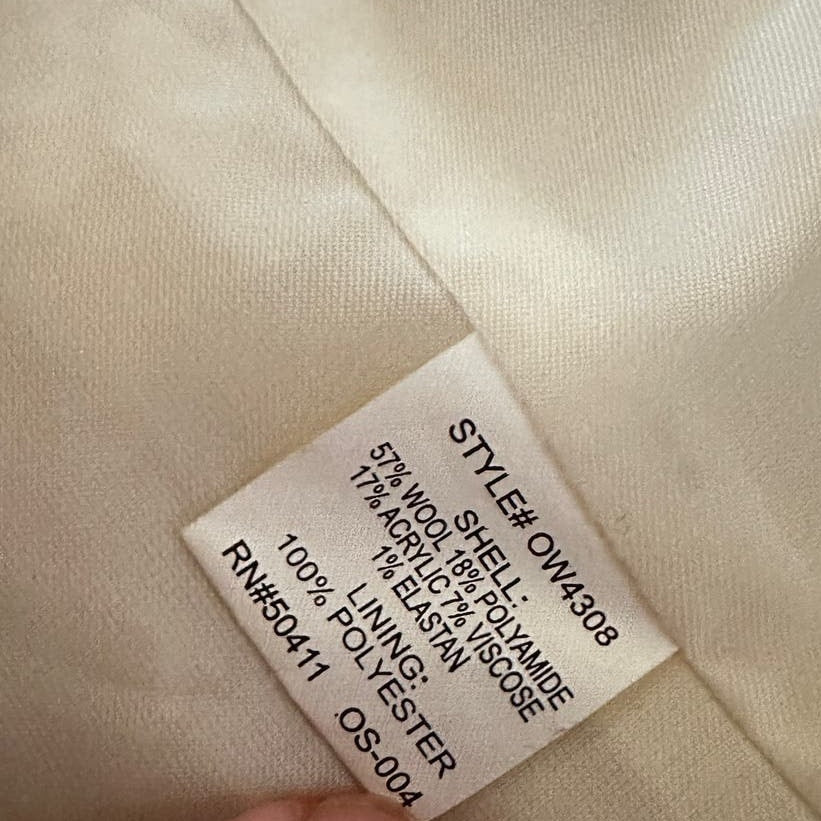 STYLE# OW4308
SHELL:
57% WOOL 18% POLYAMIDE
17% ACRYLIC 7% VISCOSE
1% ELASTAN
LINING:
100% POLYESTER
RN#50411 OS-004